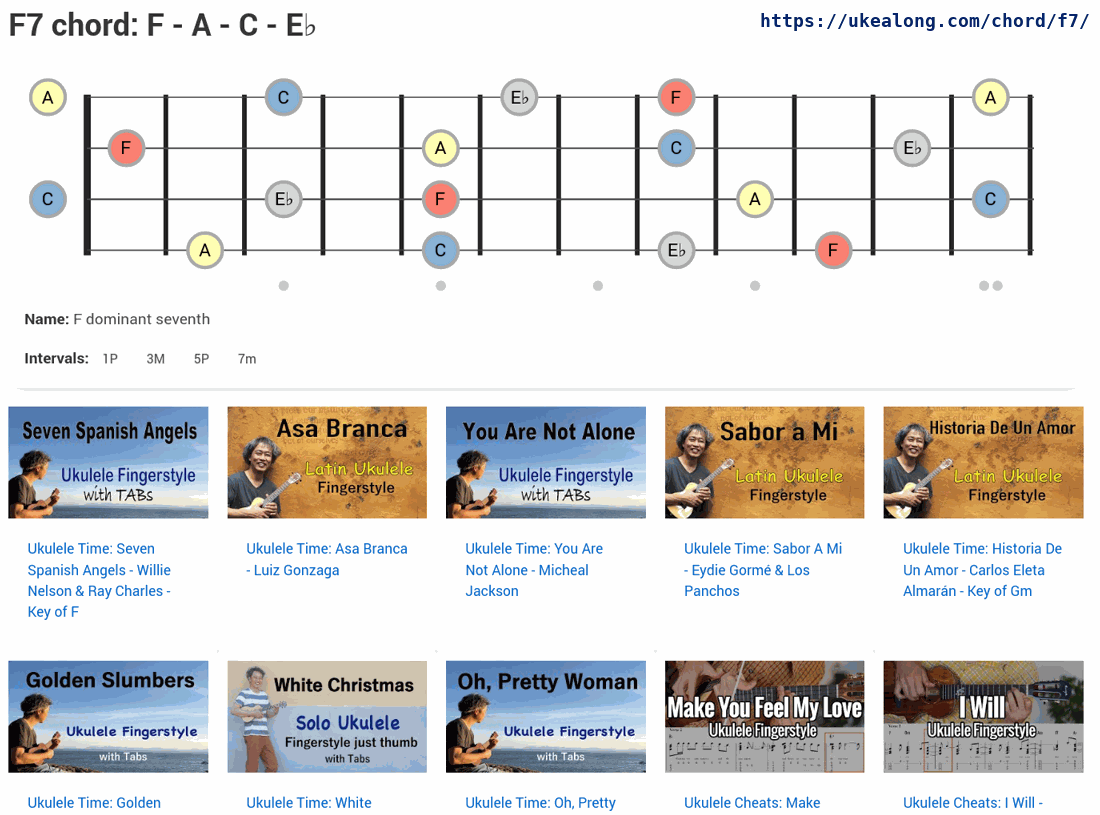 F7 chord: F - A - C - E♭
https://ukealong.com/chord/f7/
A C E♭ F A
F A C E♭
C E♭ F A C
A C E♭ F
Name: F dominant seventh
Intervals: 1P 3M 5P 7m
Seven Spanish Angels
Ukulele Fingerstyle
with TABs
Asa Branca
Latin Ukulele
Fingerstyle
You Are Not Alone
Ukulele Fingerstyle
with TABs
Sabor a Mi
Latin Ukulele
Fingerstyle
Historia De Un Amor
Latin Ukulele
Fingerstyle
Ukulele Time: Seven
Spanish Angels - Willie
Nelson & Ray Charles -
Key of F
Ukulele Time: Asa Branca
- Luiz Gonzaga
Ukulele Time: You Are
Not Alone - Micheal
Jackson
Ukulele Time: Sabor A Mi
- Eydie Gormé & Los
Panchos
Ukulele Time: Historia De
Un Amor - Carlos Eleta
Almarán - Key of Gm
Golden Slumbers
Ukulele Fingerstyle
with Tabs
White Christmas
Solo Ukulele
Fingerstyle just thumb
with Tabs
Oh, Pretty Woman
Ukulele Fingerstyle
with Tabs
Make You Feel My Love
Ukulele Fingerstyle
I Will
Ukulele Fingerstyle
Ukulele Time: Golden
Ukulele Time: White
Ukulele Time: Oh, Pretty
Ukulele Cheats: Make
Ukulele Cheats: I Will -